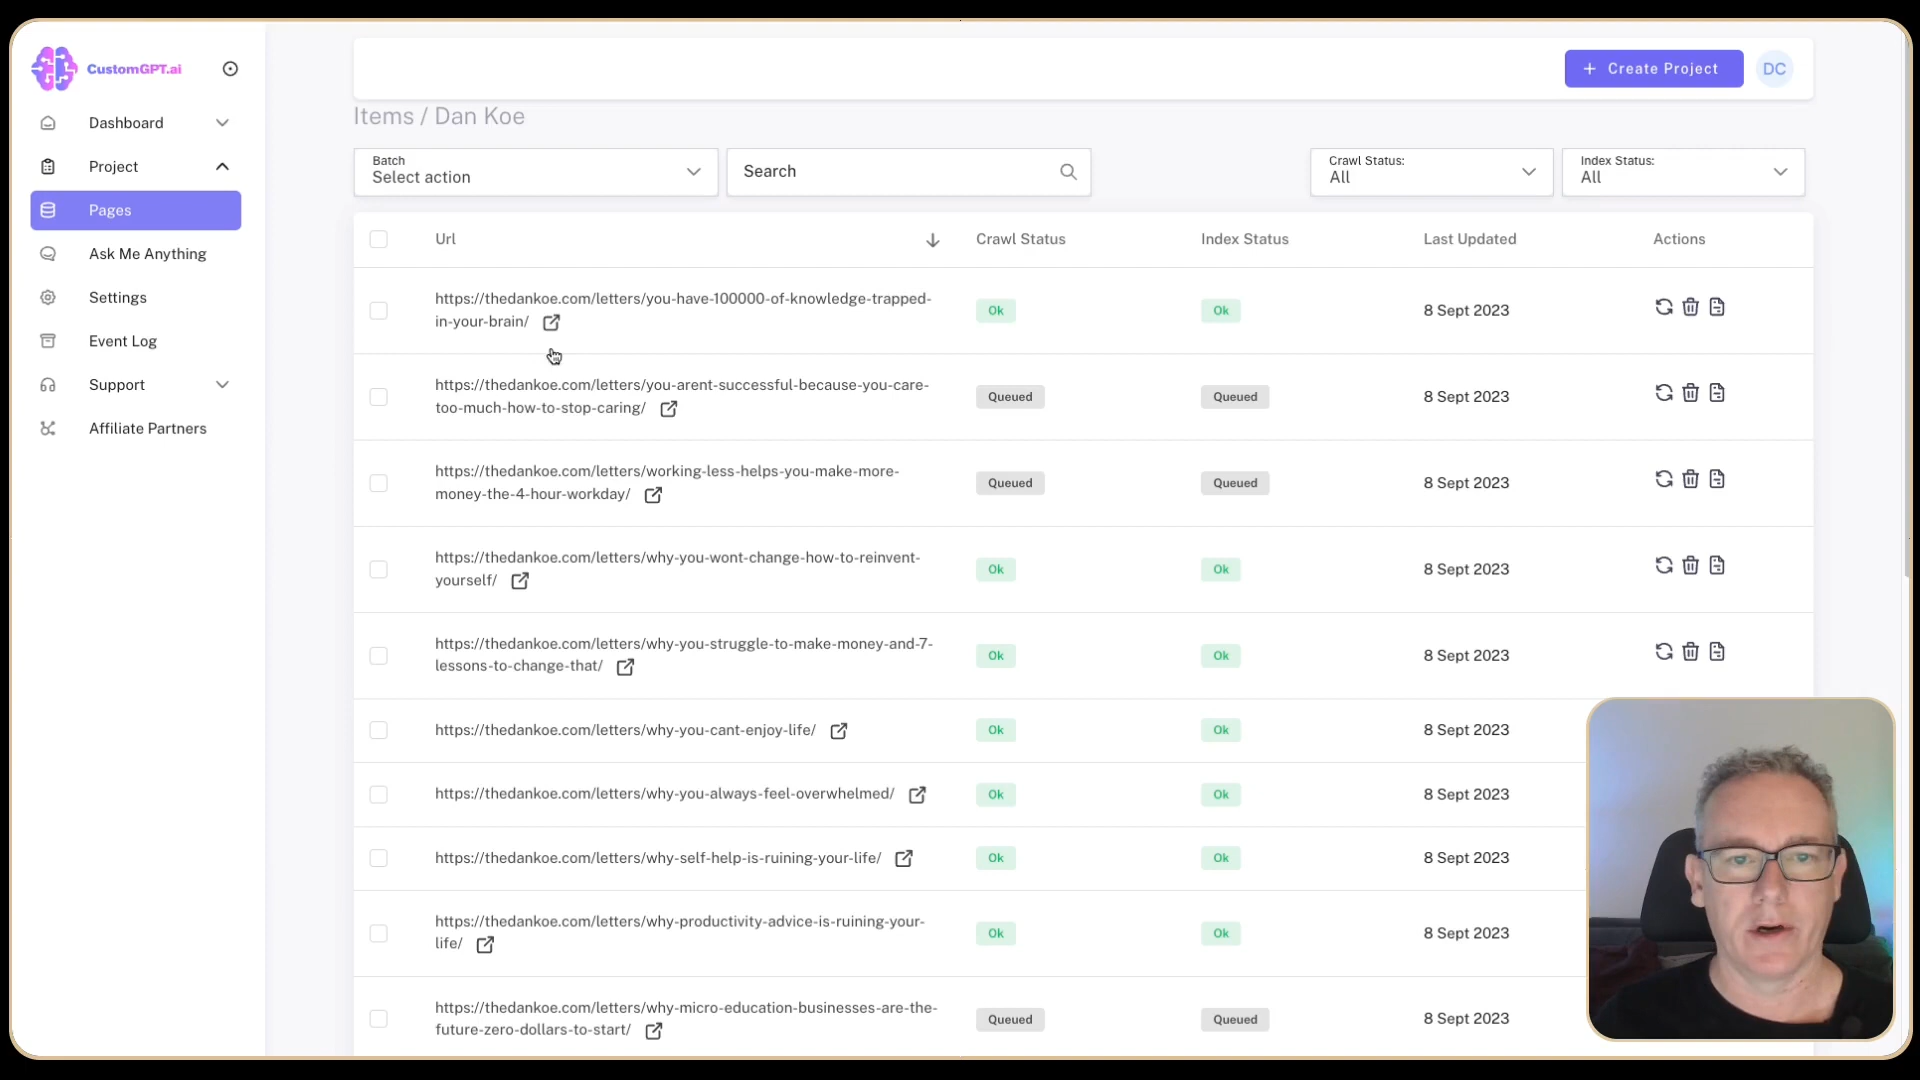 CustomGPT.ai
Dashboard
Project
Pages
Ask Me Anything
Settings
Event Log
Support
Affiliate Partners
+ Create Project
DC
Items / Dan Koe
Batch
Select action
Search
Crawl Status:
All
Index Status:
All
Url
Crawl Status
Index Status
Last Updated
Actions
https://thedankoe.com/letters/you-have-100000-of-knowledge-trapped-
in-your-brain/
Ok
Ok
8 Sept 2023
https://thedankoe.com/letters/you-arent-successful-because-you-care-
too-much-how-to-stop-caring/
Queued
Queued
8 Sept 2023
https://thedankoe.com/letters/working-less-helps-you-make-more-
money-the-4-hour-workday/
Queued
Queued
8 Sept 2023
https://thedankoe.com/letters/why-you-wont-change-how-to-reinvent-
yourself/
Ok
Ok
8 Sept 2023
https://thedankoe.com/letters/why-you-struggle-to-make-money-and-7-
lessons-to-change-that/
Ok
Ok
8 Sept 2023
https://thedankoe.com/letters/why-you-cant-enjoy-life/
Ok
Ok
8 Sept 2023
https://thedankoe.com/letters/why-you-always-feel-overwhelmed/
Ok
Ok
8 Sept 2023
https://thedankoe.com/letters/why-self-help-is-ruining-your-life/
Ok
Ok
8 Sept 2023
https://thedankoe.com/letters/why-productivity-advice-is-ruining-your-
life/
Ok
Ok
8 Sept 2023
https://thedankoe.com/letters/why-micro-education-businesses-are-the-
future-zero-dollars-to-start/
Queued
Queued
8 Sept 2023